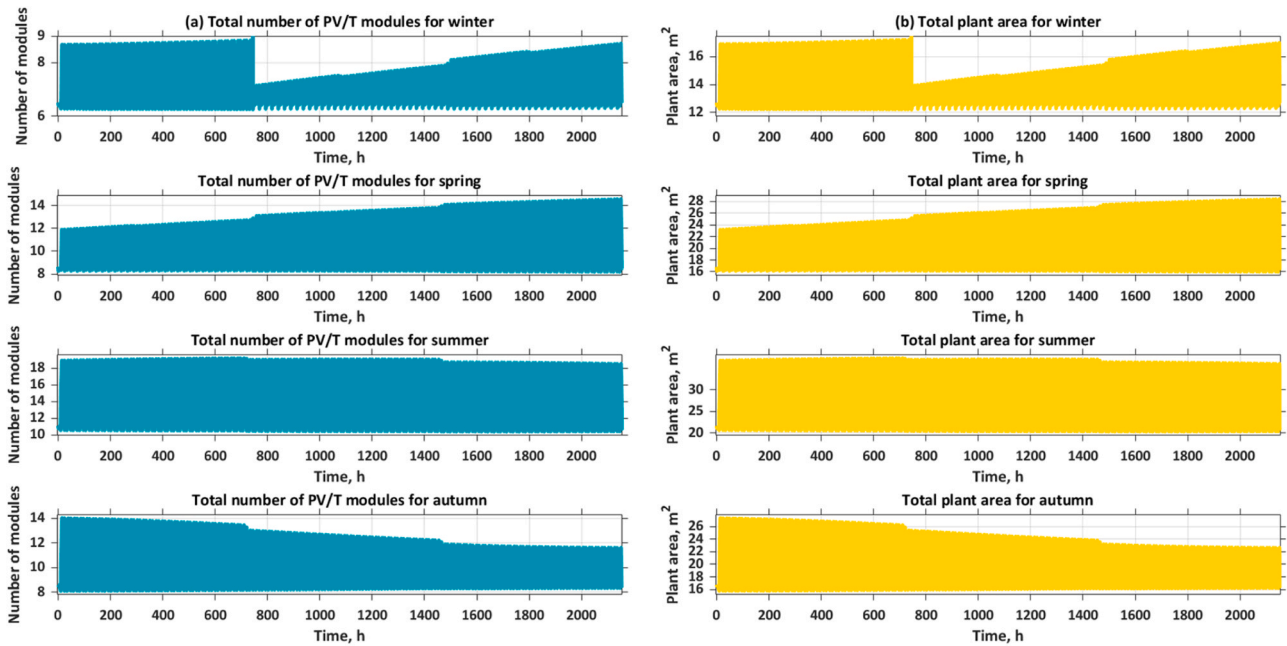 (a) Total number of PV/T modules for winter
Number of modules
9
8
6
0 200 400 600 800 1000 1200 1400 1600 1800 2000
Time, h
(b) Total plant area for winter
Plant area, m²
16
14
12
0 200 400 600 800 1000 1200 1400 1600 1800 2000
Time, h
Total number of PV/T modules for spring
Number of modules
14
12
10
8
0 200 400 600 800 1000 1200 1400 1600 1800 2000
Time, h
Total plant area for spring
Plant area, m²
28
26
24
22
20
18
16
0 200 400 600 800 1000 1200 1400 1600 1800 2000
Time, h
Total number of PV/T modules for summer
Number of modules
18
16
14
12
10
0 200 400 600 800 1000 1200 1400 1600 1800 2000
Time, h
Total plant area for summer
Plant area, m²
30
25
20
0 200 400 600 800 1000 1200 1400 1600 1800 2000
Time, h
Total number of PV/T modules for autumn
Number of modules
14
12
10
8
0 200 400 600 800 1000 1200 1400 1600 1800 2000
Time, h
Total plant area for autumn
Plant area, m²
26
24
22
20
18
16
0 200 400 600 800 1000 1200 1400 1600 1800 2000
Time, h